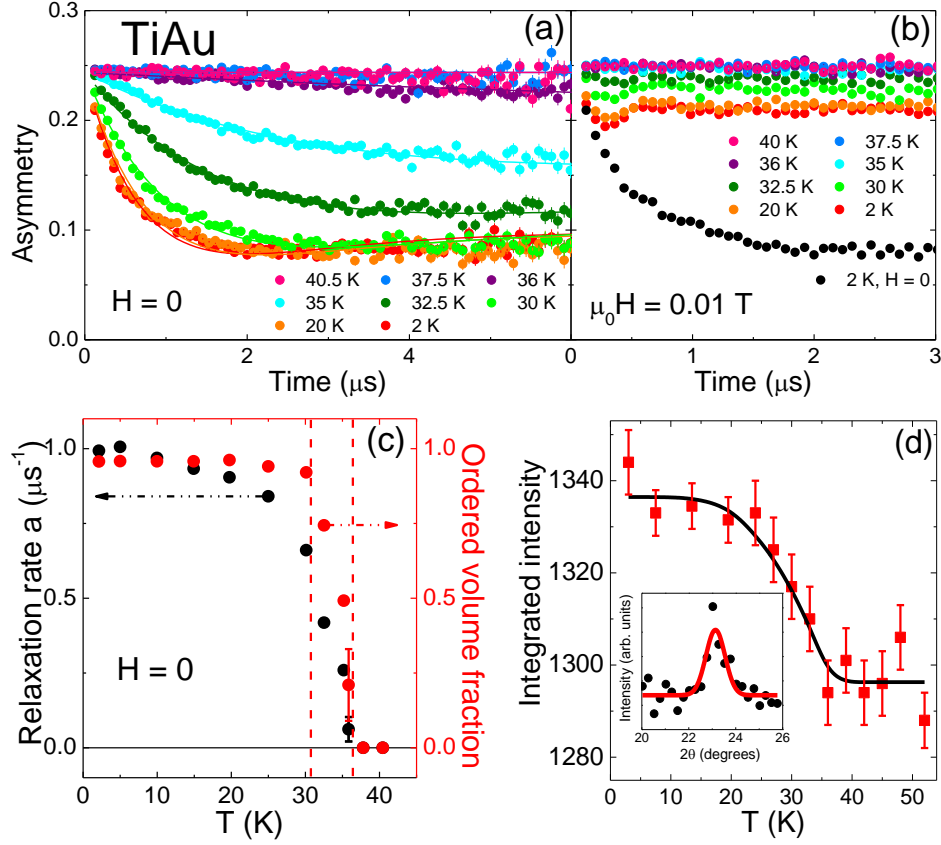 TiAu
(a)
(b)
0.3
0.2
0.1
0.0
Asymmetry
40.5 K 37.5 K 36 K
35 K 32.5 K 30 K
20 K 2 K
H = 0
0 2 4
Time (μs)
40 K 37.5 K
36 K 35 K
32.5 K 30 K
20 K 2 K
2 K, H = 0
μ0H = 0.01 T
0 1 2 3
Time (μs)
(c)
1.0
0.5
0.0
Relaxation rate a (μs-1)
H = 0
1.0
0.5
0.0
Ordered volume fraction
0 10 20 30 40
T (K)
(d)
1340
1320
1300
1280
Integrated intensity
Intensity (arb. units)
20 22 24 26
2θ (degrees)
0 10 20 30 40 50
T (K)